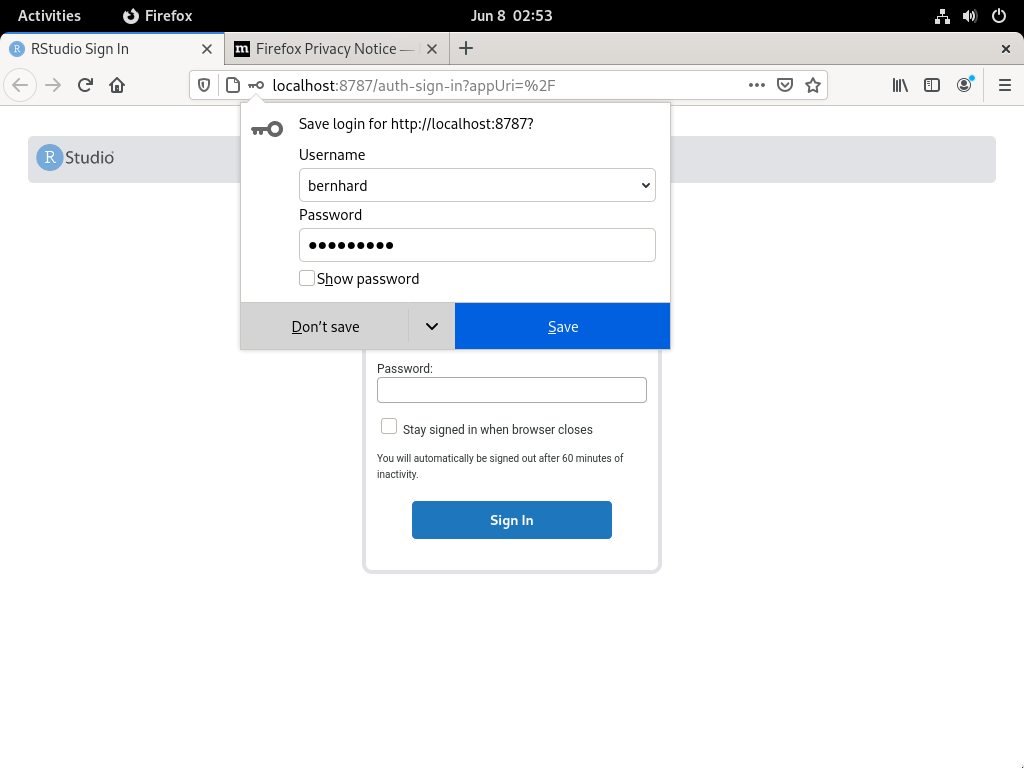 Activities Firefox Jun 8 02:53
RStudio Sign In Firefox Privacy Notice —
localhost:8787/auth-sign-in?appUri=%2F
Save login for http://localhost:8787?
R Studio
Username
bernhard
Password
•••••••••
Show password
Don't save Save
Password:
Stay signed in when browser closes
You will automatically be signed out after 60 minutes of
inactivity.
Sign In